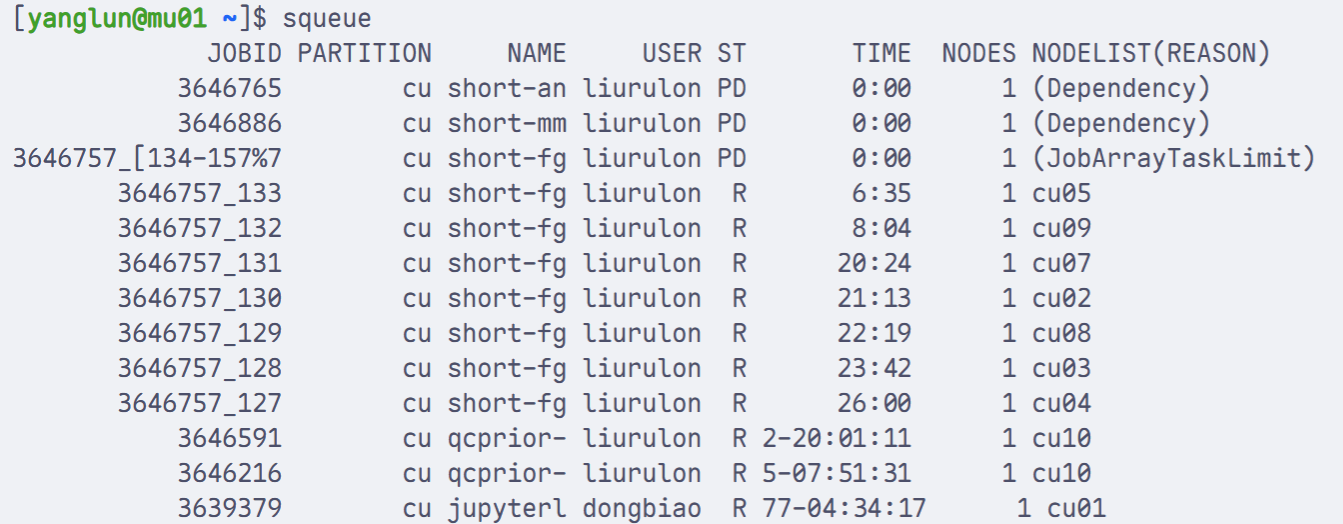 [yanglun@mu01 ~]$ squeue
             JOBID PARTITION     NAME     USER ST       TIME  NODES NODELIST(REASON)
           3646765        cu short-an liurulon PD       0:00      1 (Dependency)
           3646886        cu short-mm liurulon PD       0:00      1 (Dependency)
3646757_[134-157%7        cu short-fg liurulon PD       0:00      1 (JobArrayTaskLimit)
       3646757_133        cu short-fg liurulon  R       6:35      1 cu05
       3646757_132        cu short-fg liurulon  R       8:04      1 cu09
       3646757_131        cu short-fg liurulon  R      20:24      1 cu07
       3646757_130        cu short-fg liurulon  R      21:13      1 cu02
       3646757_129        cu short-fg liurulon  R      22:19      1 cu08
       3646757_128        cu short-fg liurulon  R      23:42      1 cu03
       3646757_127        cu short-fg liurulon  R      26:00      1 cu04
           3646591        cu qcprior- liurulon  R 2-20:01:11      1 cu10
           3646216        cu qcprior- liurulon  R 5-07:51:31      1 cu10
           3639379        cu jupyterl dongbiao  R 77-04:34:17      1 cu01